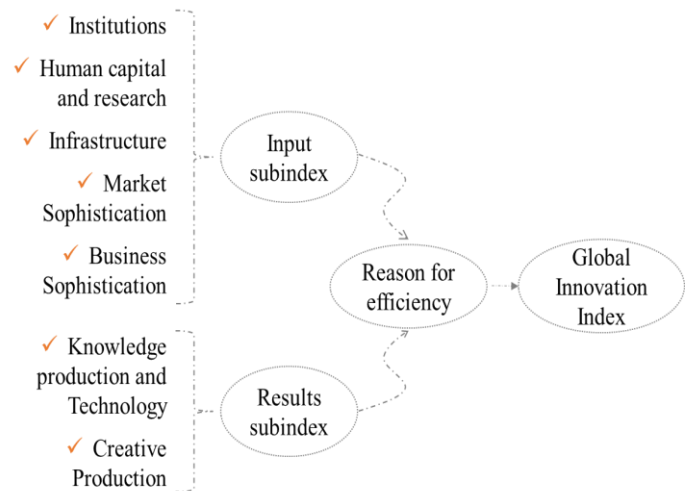 ✓ Institutions
✓ Human capital
and research
✓ Infrastructure
✓ Market
Sophistication
✓ Business
Sophistication
Input
subindex
✓ Knowledge
production and
Technology
✓ Creative
Production
Results
subindex
Reason for
efficiency
Global
Innovation
Index